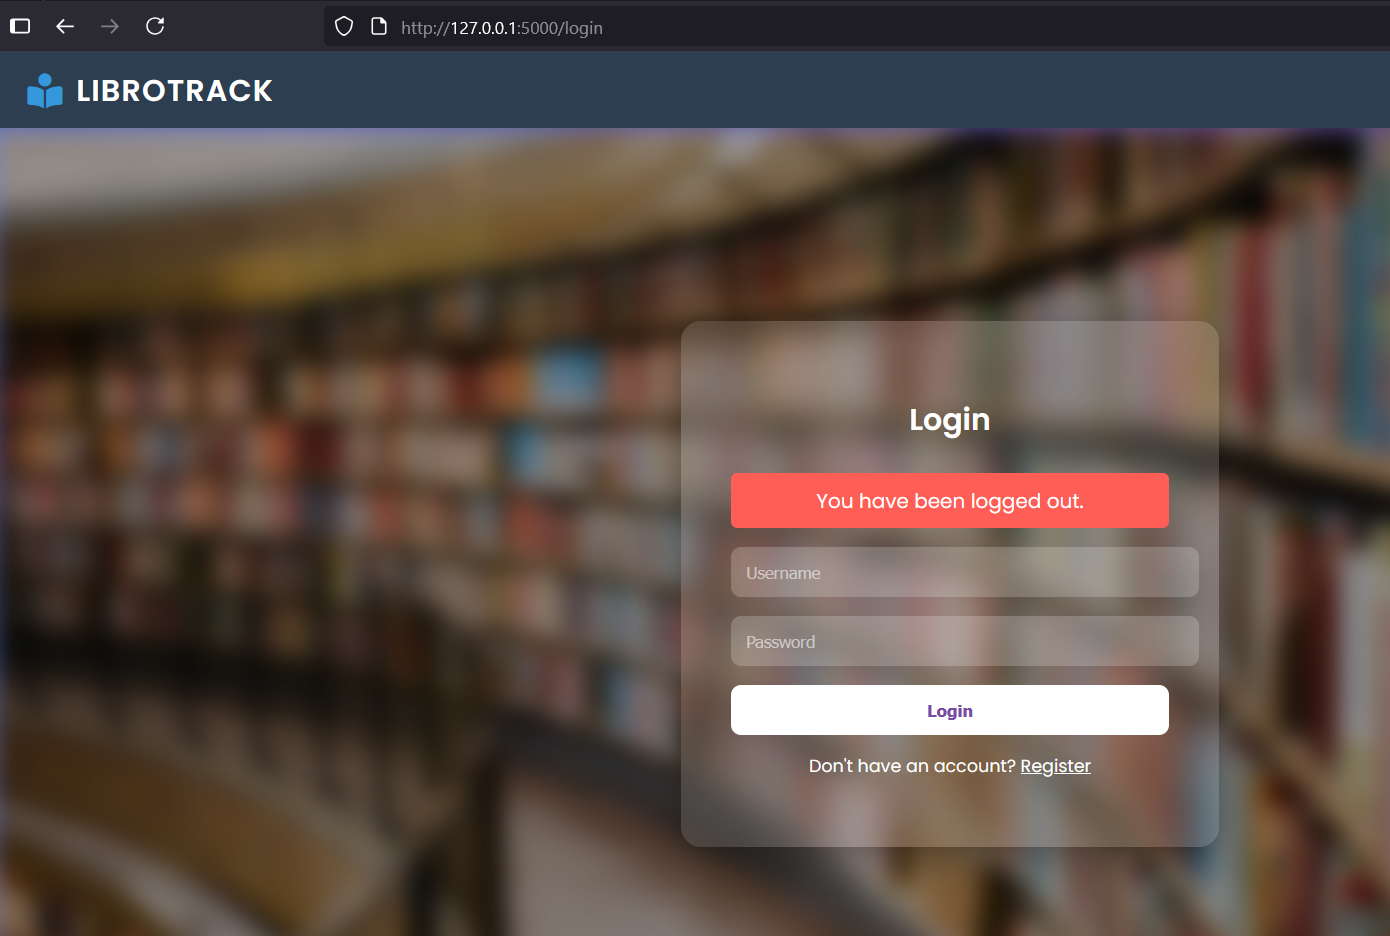 http://127.0.0.1:5000/login
LIBROTRACK
Login
You have been logged out.
Username
Password
Login
Don't have an account? Register